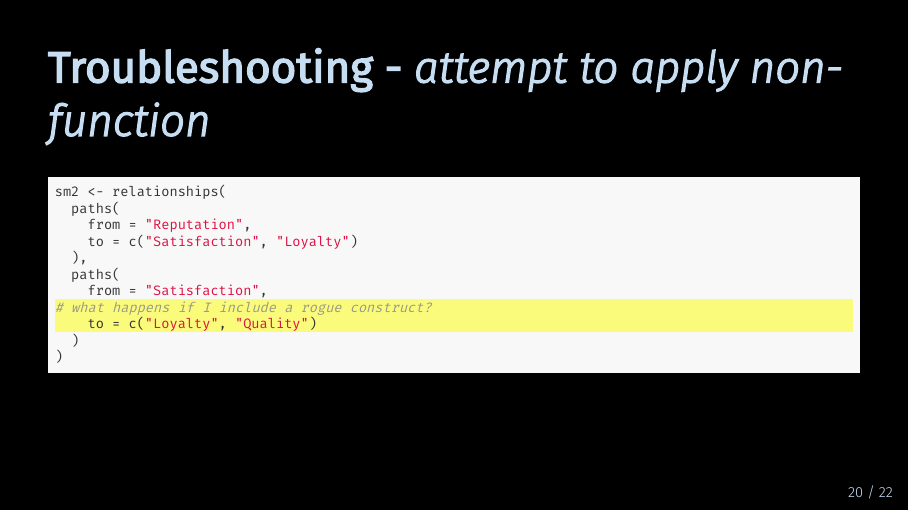 Troubleshooting - attempt to apply non-
function
sm2 <- relationships(
  paths(
    from = "Reputation",
    to = c("Satisfaction", "Loyalty")
  ),
  paths(
    from = "Satisfaction",
# what happens if I include a rogue construct?
    to = c("Loyalty", "Quality")
  )
)
20 / 22